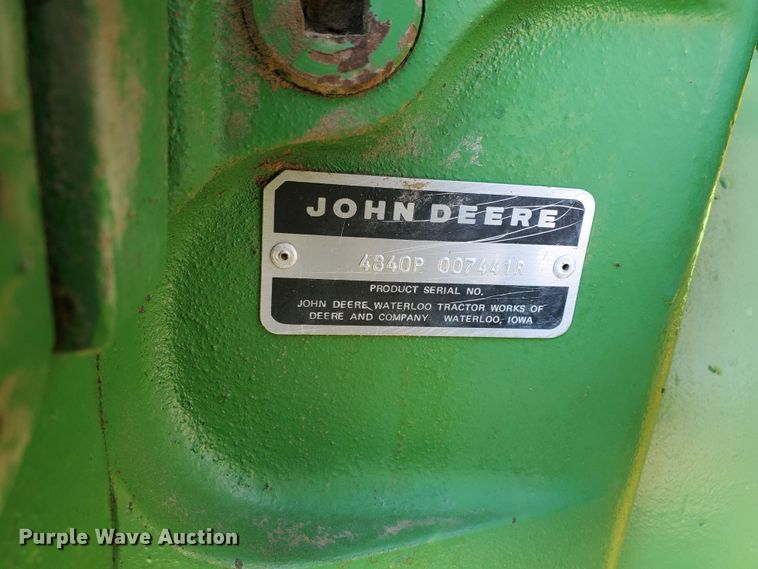 JOHN DEERE
4840P 007441R
PRODUCT SERIAL NO.
JOHN DEERE WATERLOO TRACTOR WORKS OF
DEERE AND COMPANY WATERLOO, IOWA
Purple Wave Auction